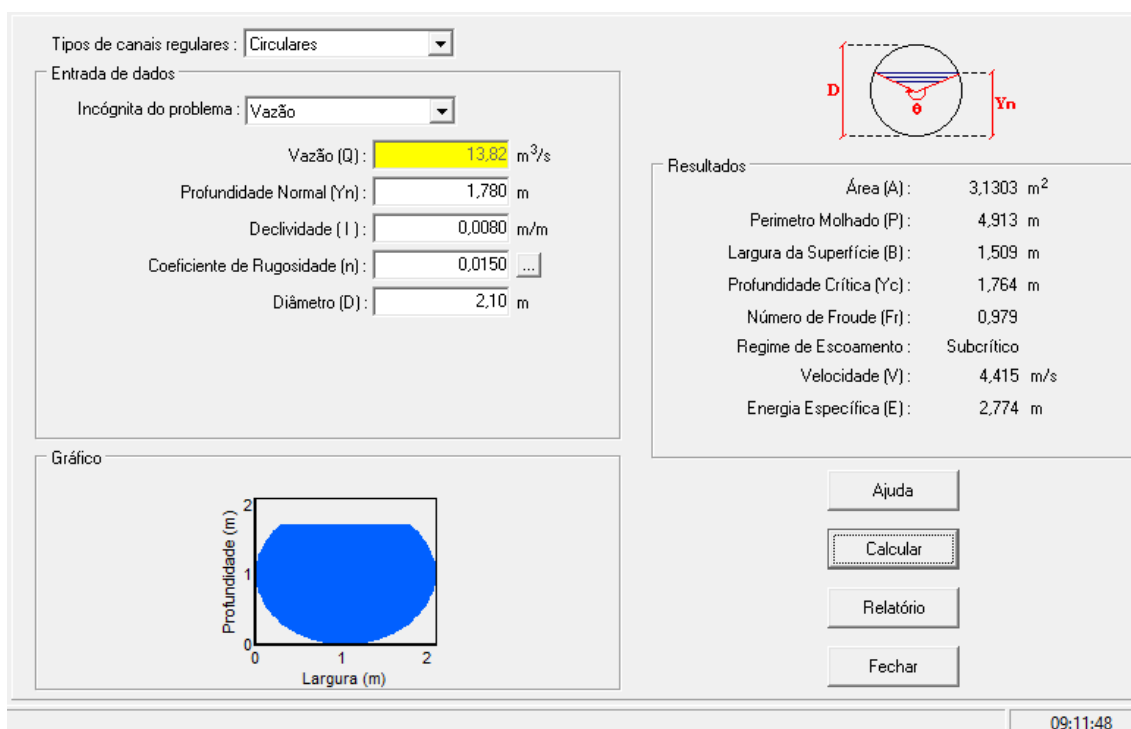 Tipos de canais regulares : Circulares
Entrada de dados
Incógnita do problema : Vazão
Vazão (Q) : 13,82 m³/s
Profundidade Normal (Yn) : 1,780 m
Declividade ( I ) : 0,0080 m/m
Coeficiente de Rugosidade (n) : 0,0150 ...
Diâmetro (D) : 2,10 m
D
θ
Yn
Resultados
Área (A) : 3,1303 m²
Perimetro Molhado (P) : 4,913 m
Largura da Superfície (B) : 1,509 m
Profundidade Crítica (Yc) : 1,764 m
Número de Froude (Fr) : 0,979
Regime de Escoamento : Subcrítico
Velocidade (V) : 4,415 m/s
Energia Específica (E) : 2,774 m
Gráfico
Profundidade (m)
2
1
0
0 1 2
Largura (m)
Ajuda
Calcular
Relatório
Fechar
09:11:48